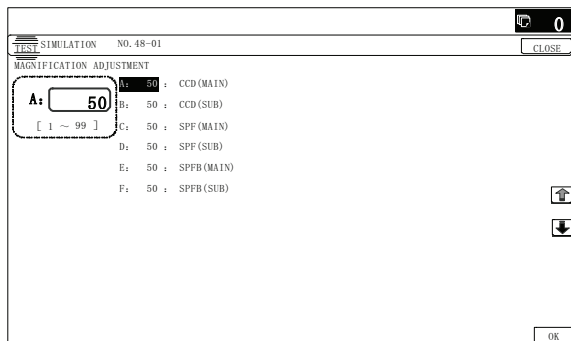 0
TEST SIMULATION NO.48-01
CLOSE
MAGNIFICATION ADJUSTMENT
A: 50
[ 1 ~ 99 ]
A: 50 : CCD(MAIN)
B: 50 : CCD(SUB)
C: 50 : SPF(MAIN)
D: 50 : SPF(SUB)
E: 50 : SPFB(MAIN)
F: 50 : SPFB(SUB)
OK